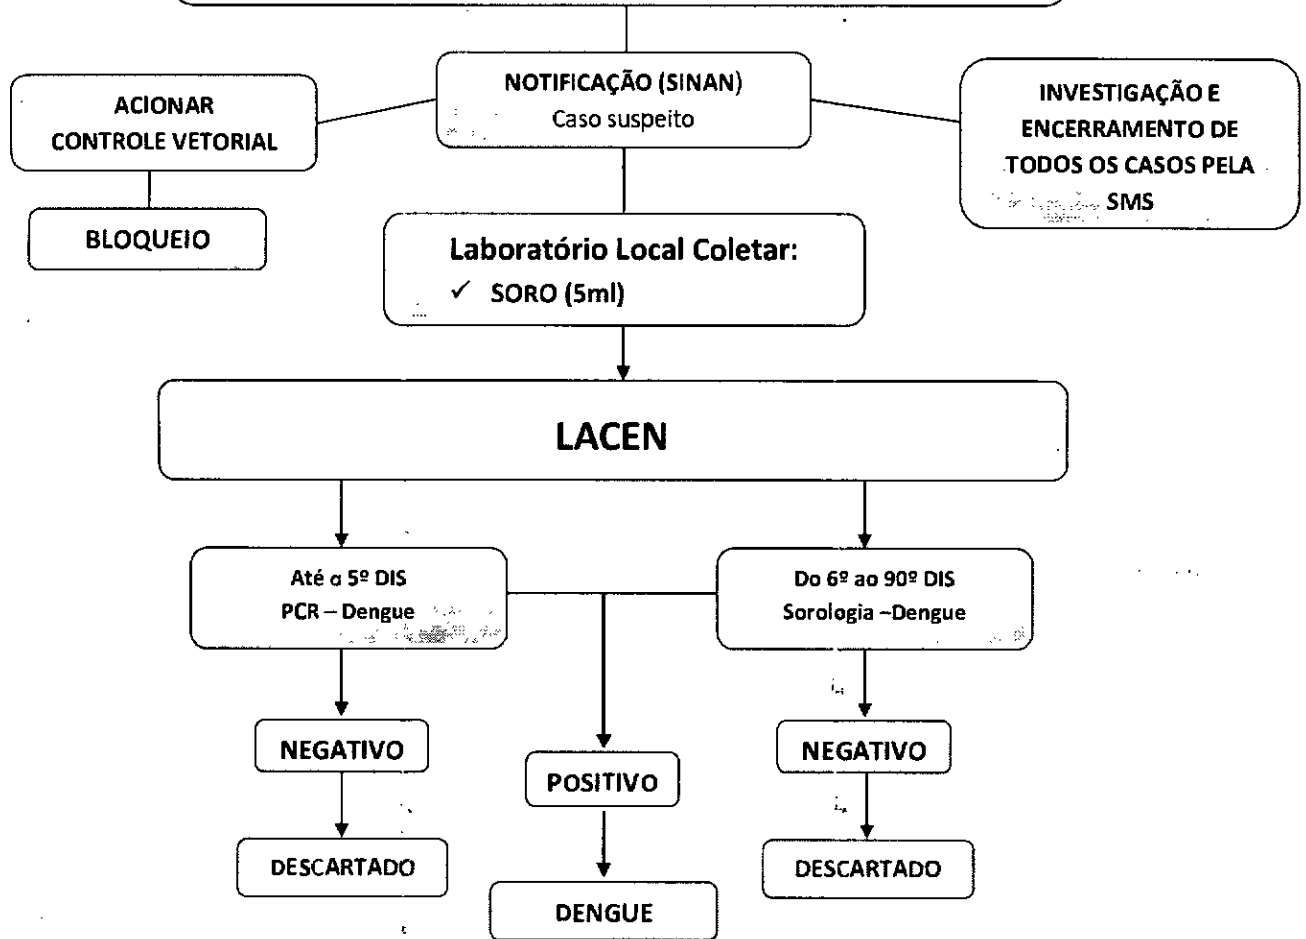 NOTIFICAÇÃO (SINAN)
Caso suspeito
ACIONAR
CONTROLE VETORIAL
BLOQUEIO
INVESTIGAÇÃO E
ENCERRAMENTO DE
TODOS OS CASOS PELA
SMS
Laboratório Local Coletar:
✓ SORO (5ml)
LACEN
Até o 5º DIS
PCR – Dengue
Do 6º ao 90º DIS
Sorologia –Dengue
NEGATIVO
POSITIVO
NEGATIVO
DESCARTADO
DENGUE
DESCARTADO